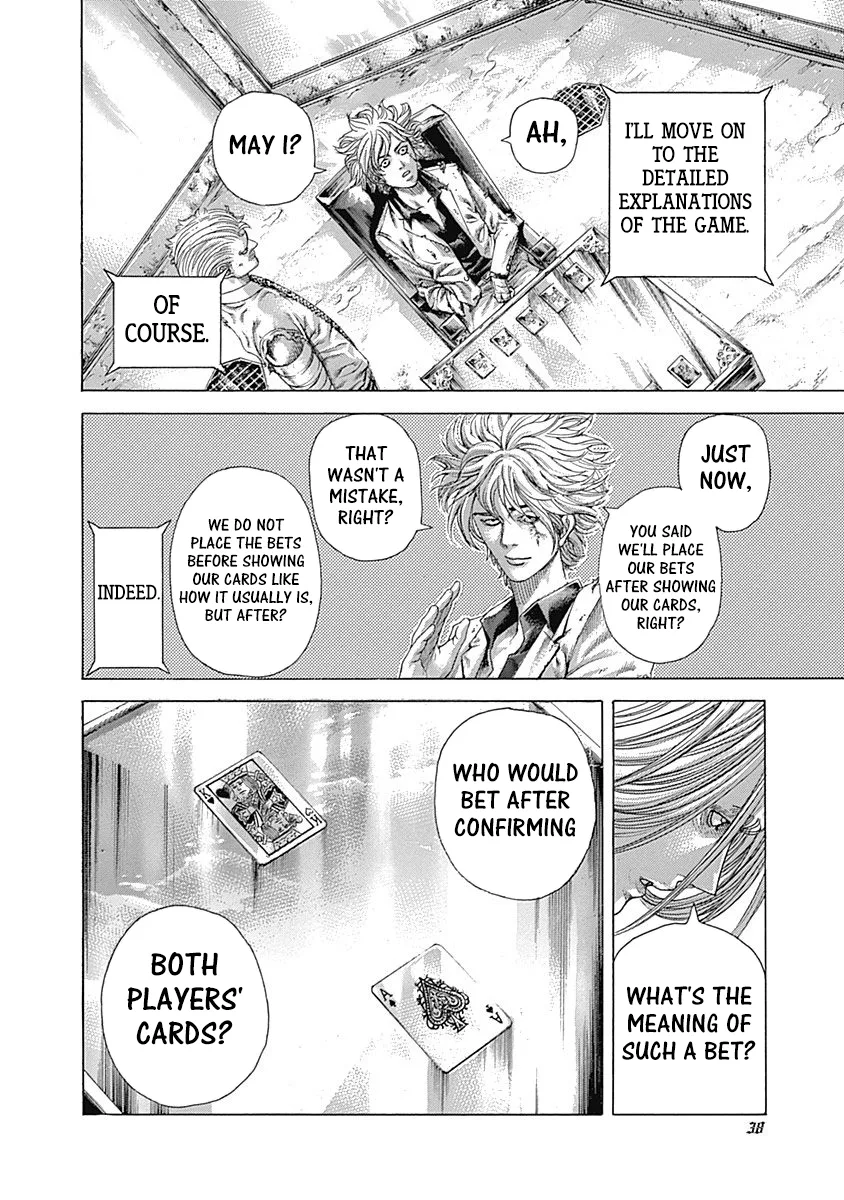 I'LL MOVE ON
TO THE
DETAILED
EXPLANATIONS
OF THE GAME.
AH,
MAY I?
OF
COURSE.
JUST
NOW,
YOU SAID
WE'LL PLACE
OUR BETS
AFTER SHOWING
OUR CARDS,
RIGHT?
THAT
WASN'T A
MISTAKE,
RIGHT?
WE DO NOT
PLACE THE BETS
BEFORE SHOWING
OUR CARDS LIKE
HOW IT USUALLY IS,
BUT AFTER?
INDEED.
WHAT'S THE
MEANING OF
SUCH A BET?
WHO WOULD
BET AFTER
CONFIRMING
K
BOTH
PLAYERS'
CARDS?
A
A
38